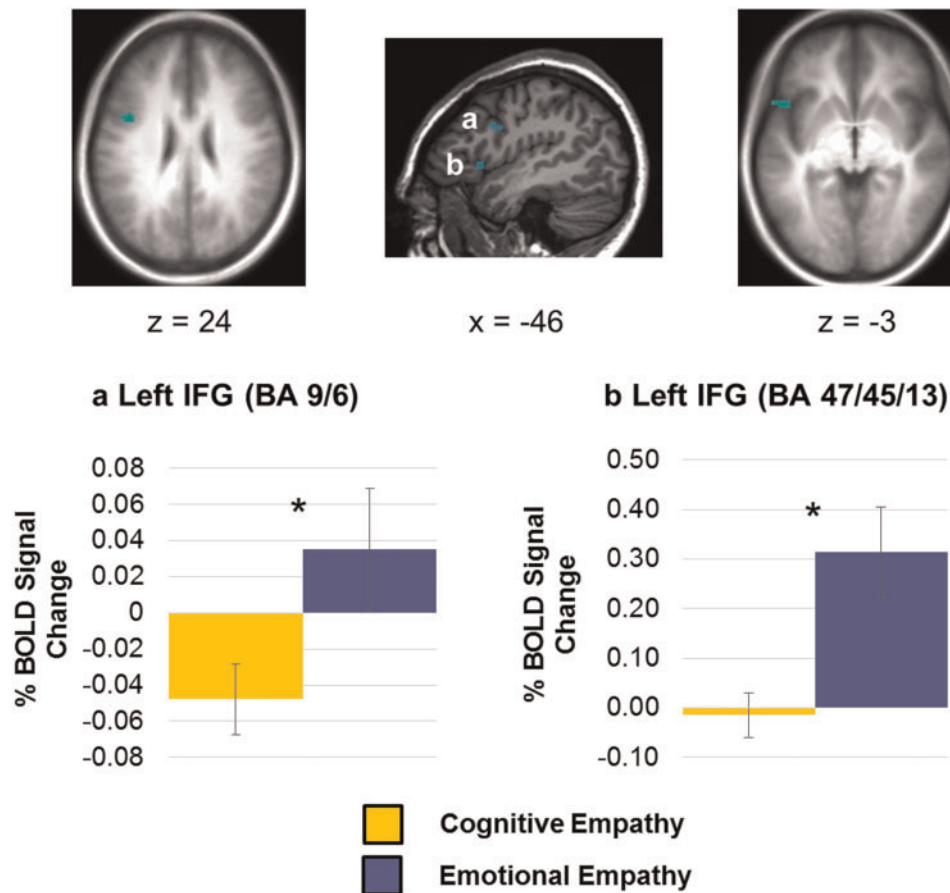 a
b
z = 24
x = -46
z = -3
a Left IFG (BA 9/6)
% BOLD Signal
Change
0.08
0.06
0.04
0.02
0
-0.02
-0.04
-0.06
-0.08
*
b Left IFG (BA 47/45/13)
% BOLD Signal
Change
0.50
0.40
0.30
0.20
0.10
0.00
-0.10
*
Cognitive Empathy
Emotional Empathy